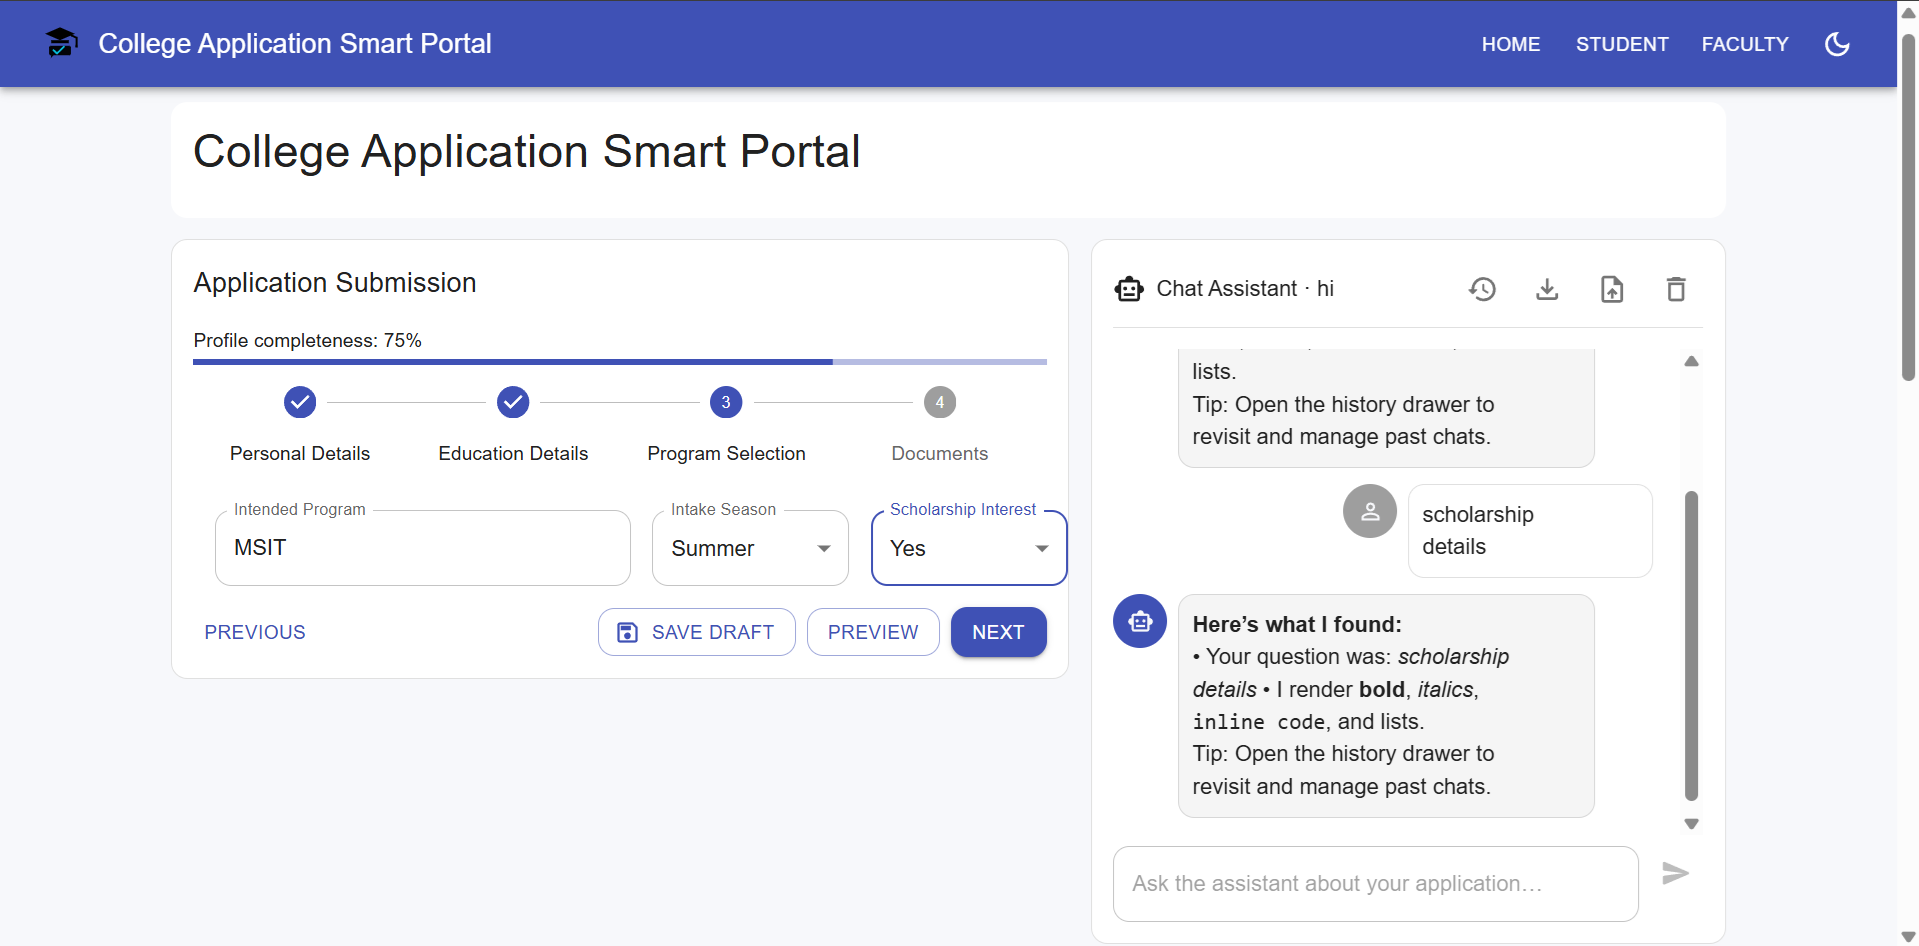 College Application Smart Portal
HOME
STUDENT
FACULTY
College Application Smart Portal
Application Submission
Profile completeness: 75%
3
4
Personal Details
Education Details
Program Selection
Documents
Intended Program
MSIT
Intake Season
Summer
Scholarship Interest
Yes
PREVIOUS
SAVE DRAFT
PREVIEW
NEXT
Chat Assistant · hi
lists.
Tip: Open the history drawer to
revisit and manage past chats.
scholarship
details
Here’s what I found:
• Your question was: scholarship
details • I render bold, italics,
inline code, and lists.
Tip: Open the history drawer to
revisit and manage past chats.
Ask the assistant about your application…